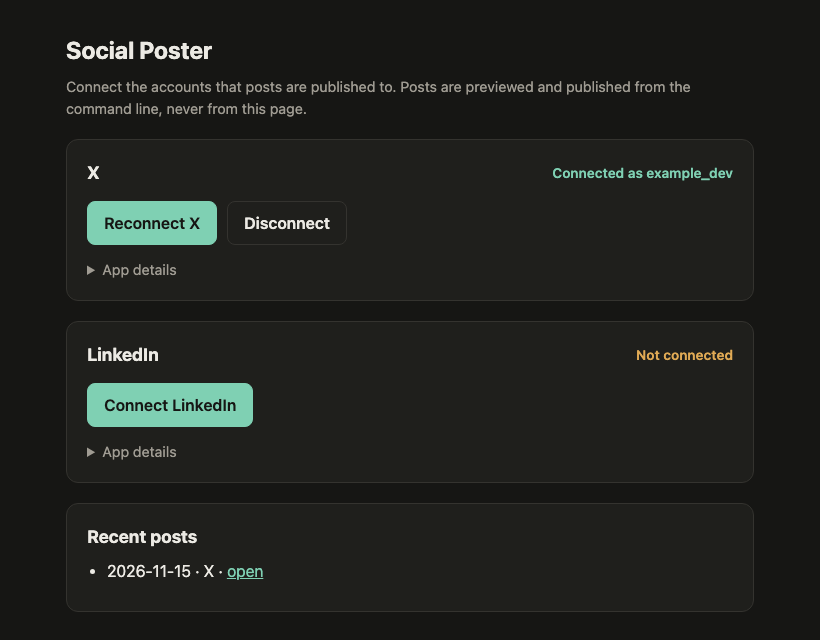 Social Poster
Connect the accounts that posts are published to. Posts are previewed and published from the
command line, never from this page.
X
Connected as example_dev
Reconnect X
Disconnect
App details
LinkedIn
Not connected
Connect LinkedIn
App details
Recent posts
2026-11-15 · X · open